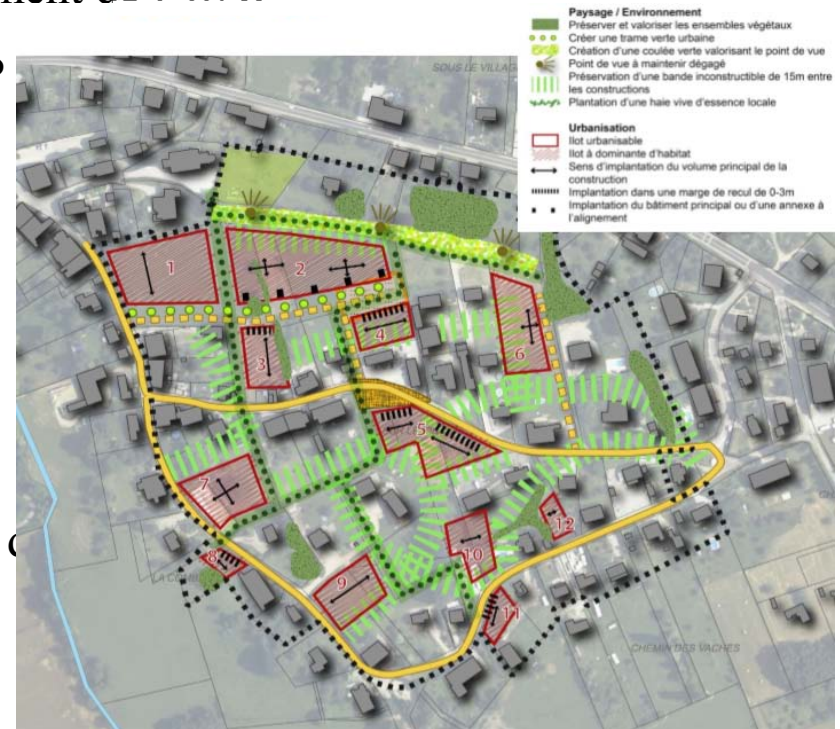 Paysage / Environnement
Préserver et valoriser les ensembles végétaux
Créer une trame verte urbaine
Création d'une coulée verte valorisant le point de vue
Point de vue à maintenir dégagé
Préservation d'une bande inconstructible de 15m entre
les constructions
Plantation d'une haie vive d'essence locale
Urbanisation
Ilot urbanisable
Ilot à dominante d'habitat
Sens d'implantation du volume principal de la
construction
Implantation dans une marge de recul de 0-3m
Implantation du bâtiment principal ou d'une annexe à
l'alignement
SOUS LE VILLAG
1
2
3
4
6
5
7
12
10
8
9
11
CHEMIN DES VACHES